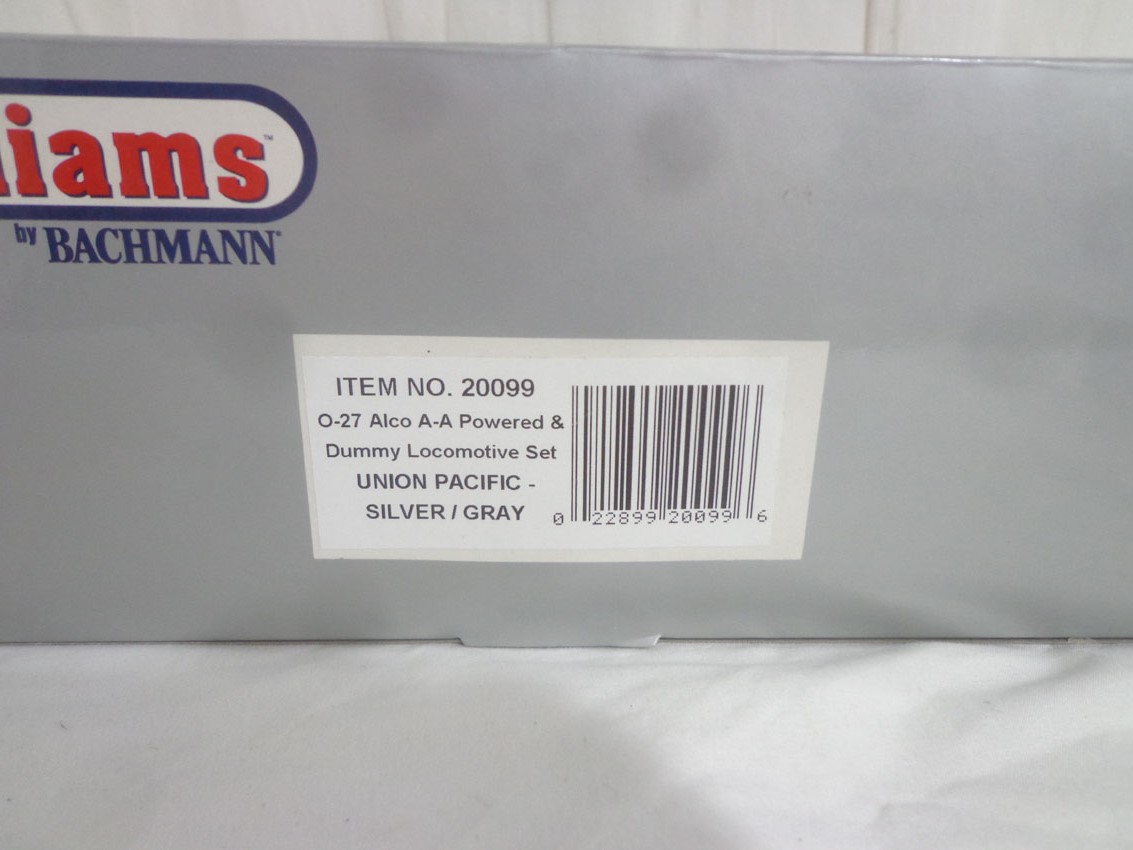 iams™
by BACHMANN
ITEM NO. 20099
O-27 Alco A-A Powered &
Dummy Locomotive Set
UNION PACIFIC -
SILVER / GRAY
0 22899 20099 6